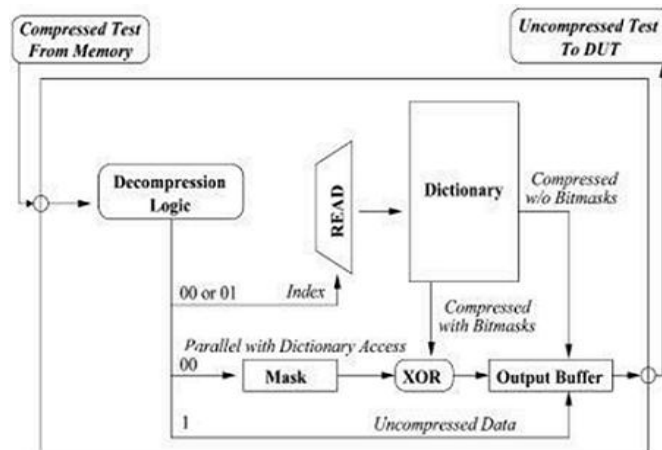 Compressed Test
From Memory
Uncompressed Test
To DUT
Decompression
Logic
READ
Dictionary
Compressed
w/o Bitmasks
00 or 01
Index
Compressed
with Bitmasks
Parallel with Dictionary Access
00
Mask
XOR
Output Buffer
1
Uncompressed Data